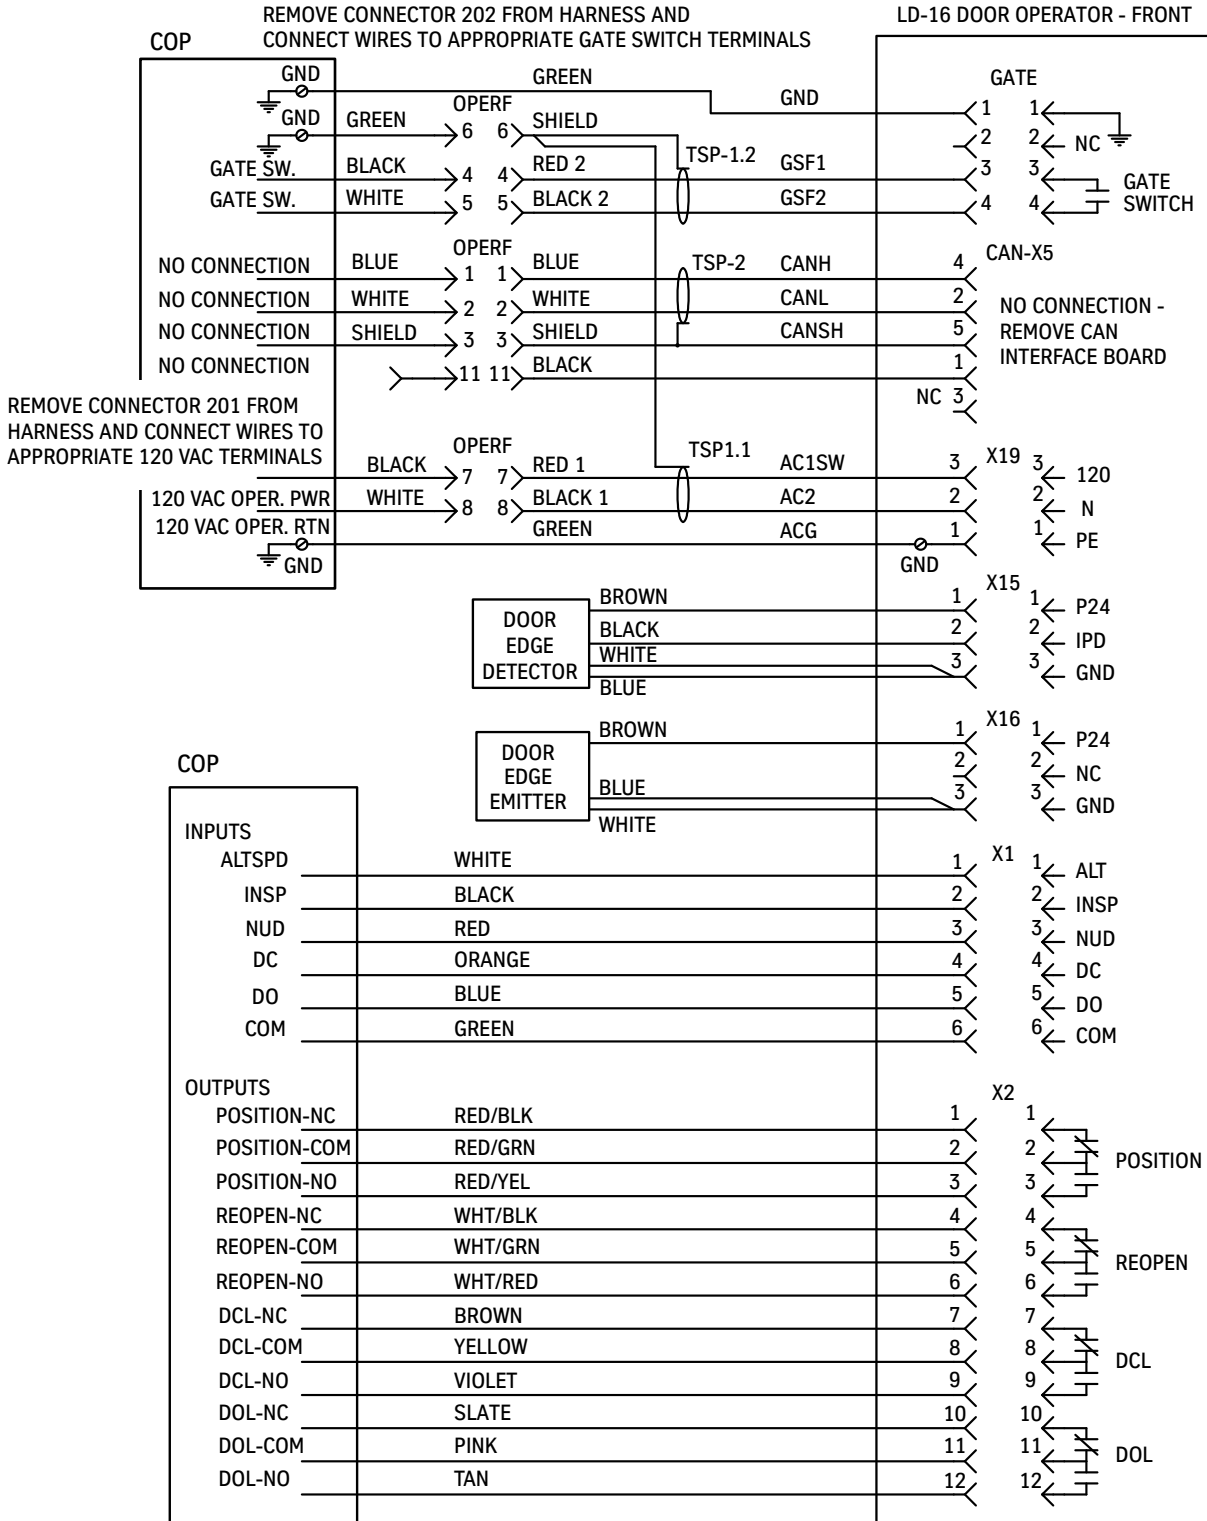 REMOVE CONNECTOR 202 FROM HARNESS AND
CONNECT WIRES TO APPROPRIATE GATE SWITCH TERMINALS
LD-16 DOOR OPERATOR - FRONT
COP
GND GREEN GND GATE
1 1
GND GREEN OPERF 6 6 SHIELD
2 2 NC
GATE SW. BLACK 4 4 RED 2 TSP-1.2 GSF1 3 3
GATE SW. WHITE 5 5 BLACK 2 GSF2 4 4
GATE
SWITCH
OPERF CAN-X5
NO CONNECTION BLUE 1 1 BLUE TSP-2 CANH 4
NO CONNECTION WHITE 2 2 WHITE CANL 2
NO CONNECTION SHIELD 3 3 SHIELD CANSH 5
NO CONNECTION 11 11 BLACK 1
NC 3
NO CONNECTION -
REMOVE CAN
INTERFACE BOARD
REMOVE CONNECTOR 201 FROM
HARNESS AND CONNECT WIRES TO
APPROPRIATE 120 VAC TERMINALS
OPERF TSP1.1 X19
BLACK 7 7 RED 1 AC1SW 3 3 120
120 VAC OPER. PWR WHITE 8 8 BLACK 1 AC2 2 2 N
120 VAC OPER. RTN GREEN ACG 1 1 PE
GND GND
X15
DOOR
EDGE
DETECTOR
BROWN 1 1 P24
BLACK 2 2 IPD
WHITE 3 3 GND
BLUE
X16
DOOR
EDGE
EMITTER
BROWN 1 1 P24
2 2 NC
BLUE 3 3 GND
WHITE
COP
INPUTS X1
ALTSPD WHITE 1 1 ALT
INSP BLACK 2 2 INSP
NUD RED 3 3 NUD
DC ORANGE 4 4 DC
DO BLUE 5 5 DO
COM GREEN 6 6 COM
OUTPUTS X2
POSITION-NC RED/BLK 1 1
POSITION-COM RED/GRN 2 2 POSITION
POSITION-NO RED/YEL 3 3
REOPEN-NC WHT/BLK 4 4
REOPEN-COM WHT/GRN 5 5 REOPEN
REOPEN-NO WHT/RED 6 6
DCL-NC BROWN 7 7
DCL-COM YELLOW 8 8 DCL
DCL-NO VIOLET 9 9
DOL-NC SLATE 10 10
DOL-COM PINK 11 11 DOL
DOL-NO TAN 12 12